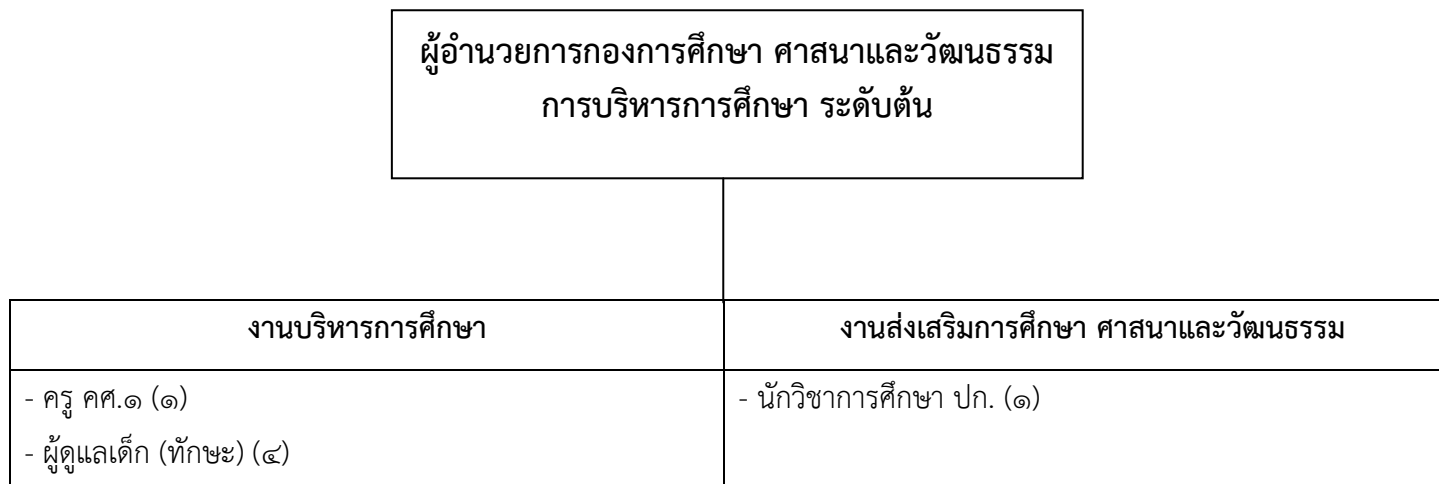 ผู้อำนวยการกองการศึกษา ศาสนาและวัฒนธรรม
การบริหารการศึกษา ระดับต้น
งานบริหารการศึกษา
งานส่งเสริมการศึกษา ศาสนาและวัฒนธรรม
- ครู คศ.๑ (๑)
- ผู้ดูแลเด็ก (ทักษะ) (๔)
- นักวิชาการศึกษา ปก. (๑)